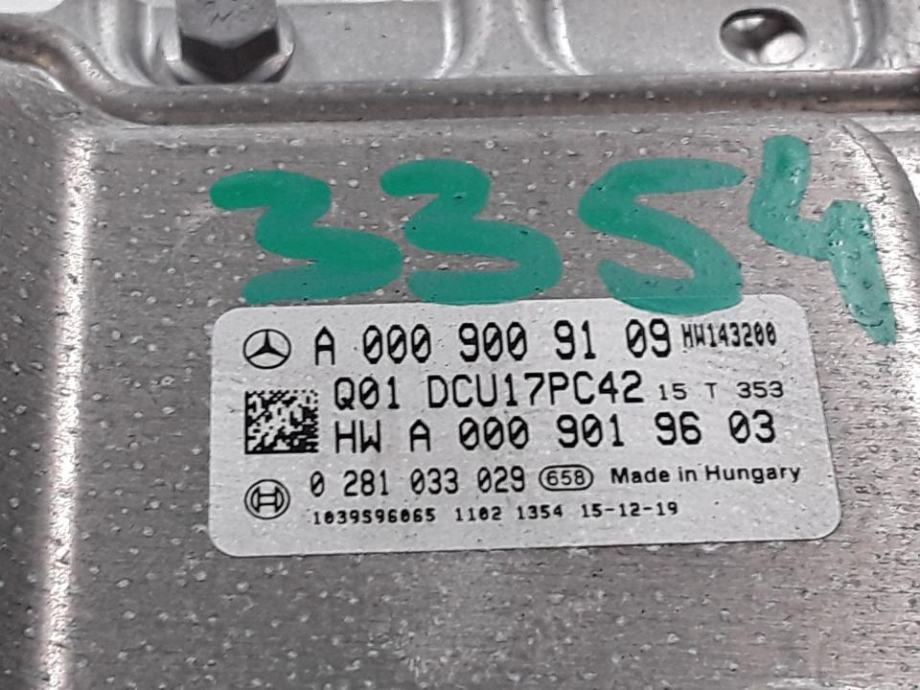 3354
A 000 900 91 09 HW143200
Q01 DCU17PC42 15 T 353
HW A 000 901 96 03
0 281 033 029 658 Made in Hungary
1039596065 1102 1354 15-12-19